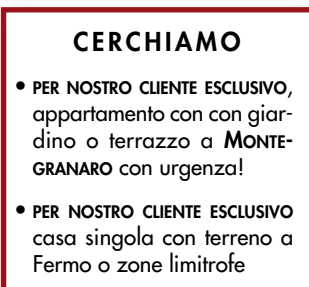 CERCHIAMO
• PER NOSTRO CLIENTE ESCLUSIVO,
appartamento con con giar-
dino o terrazzo a MONTE-
GRANARO con urgenza!
• PER NOSTRO CLIENTE ESCLUSIVO
casa singola con terreno a
Fermo o zone limitrofe